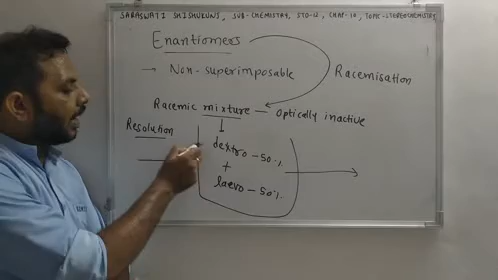 SARASWATI SHISHUKUNJ, SUB-CHEMISTRY, STD-12, CHAP-10, TOPIC-STEREOCHEMISTRY
Enantiomers
→ Non-superimposable
Racemisation
Racemic mixture — Optically inactive
Resolution
dextro - 50%
+
laevo - 50%